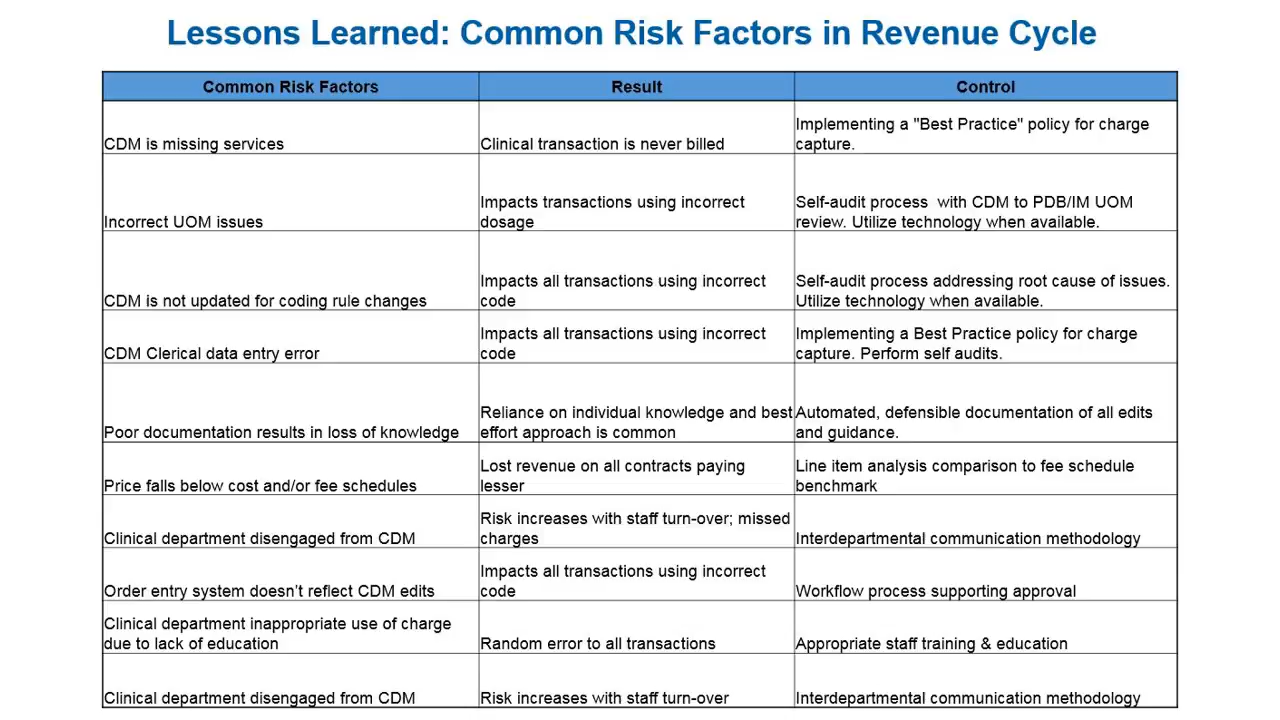 Lessons Learned: Common Risk Factors in Revenue Cycle
Common Risk Factors
Result
Control
CDM is missing services
Clinical transaction is never billed
Implementing a "Best Practice" policy for charge
capture.
Incorrect UOM issues
Impacts transactions using incorrect
dosage
Self-audit process  with CDM to PDB/IM UOM
review. Utilize technology when available.
CDM is not updated for coding rule changes
Impacts all transactions using incorrect
code
Self-audit process addressing root cause of issues.
Utilize technology when available.
CDM Clerical data entry error
Impacts all transactions using incorrect
code
Implementing a Best Practice policy for charge
capture. Perform self audits.
Poor documentation results in loss of knowledge
Reliance on individual knowledge and best
effort approach is common
Automated, defensible documentation of all edits
and guidance.
Price falls below cost and/or fee schedules
Lost revenue on all contracts paying
lesser
Line item analysis comparison to fee schedule
benchmark
Clinical department disengaged from CDM
Risk increases with staff turn-over; missed
charges
Interdepartmental communication methodology
Order entry system doesn't reflect CDM edits
Impacts all transactions using incorrect
code
Workflow process supporting approval
Clinical department inappropriate use of charge
due to lack of education
Random error to all transactions
Appropriate staff training & education
Clinical department disengaged from CDM
Risk increases with staff turn-over
Interdepartmental communication methodology